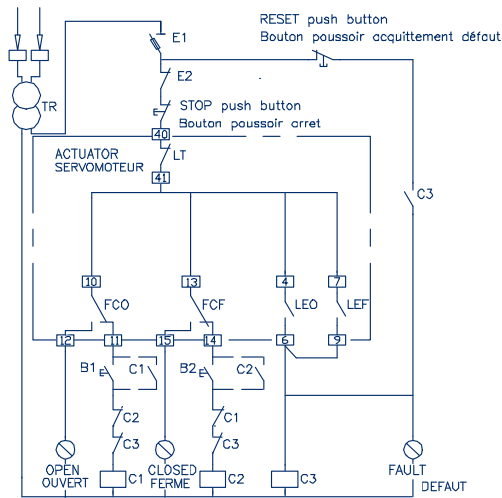 RESET push button
Bouton poussoir acquittement défaut
E1
E2
TR
STOP push button
Bouton poussoir arret
40
ACTUATOR
SERVOMOTEUR
LT
41
C3
10
13
4
7
FCO
FCF
LEO
LEF
12
11
15
14
6
9
B1
C1
B2
C2
C2
C1
C3
C3
OPEN
OUVERT
C1
CLOSED
FERME
C2
C3
FAULT
DEFAUT